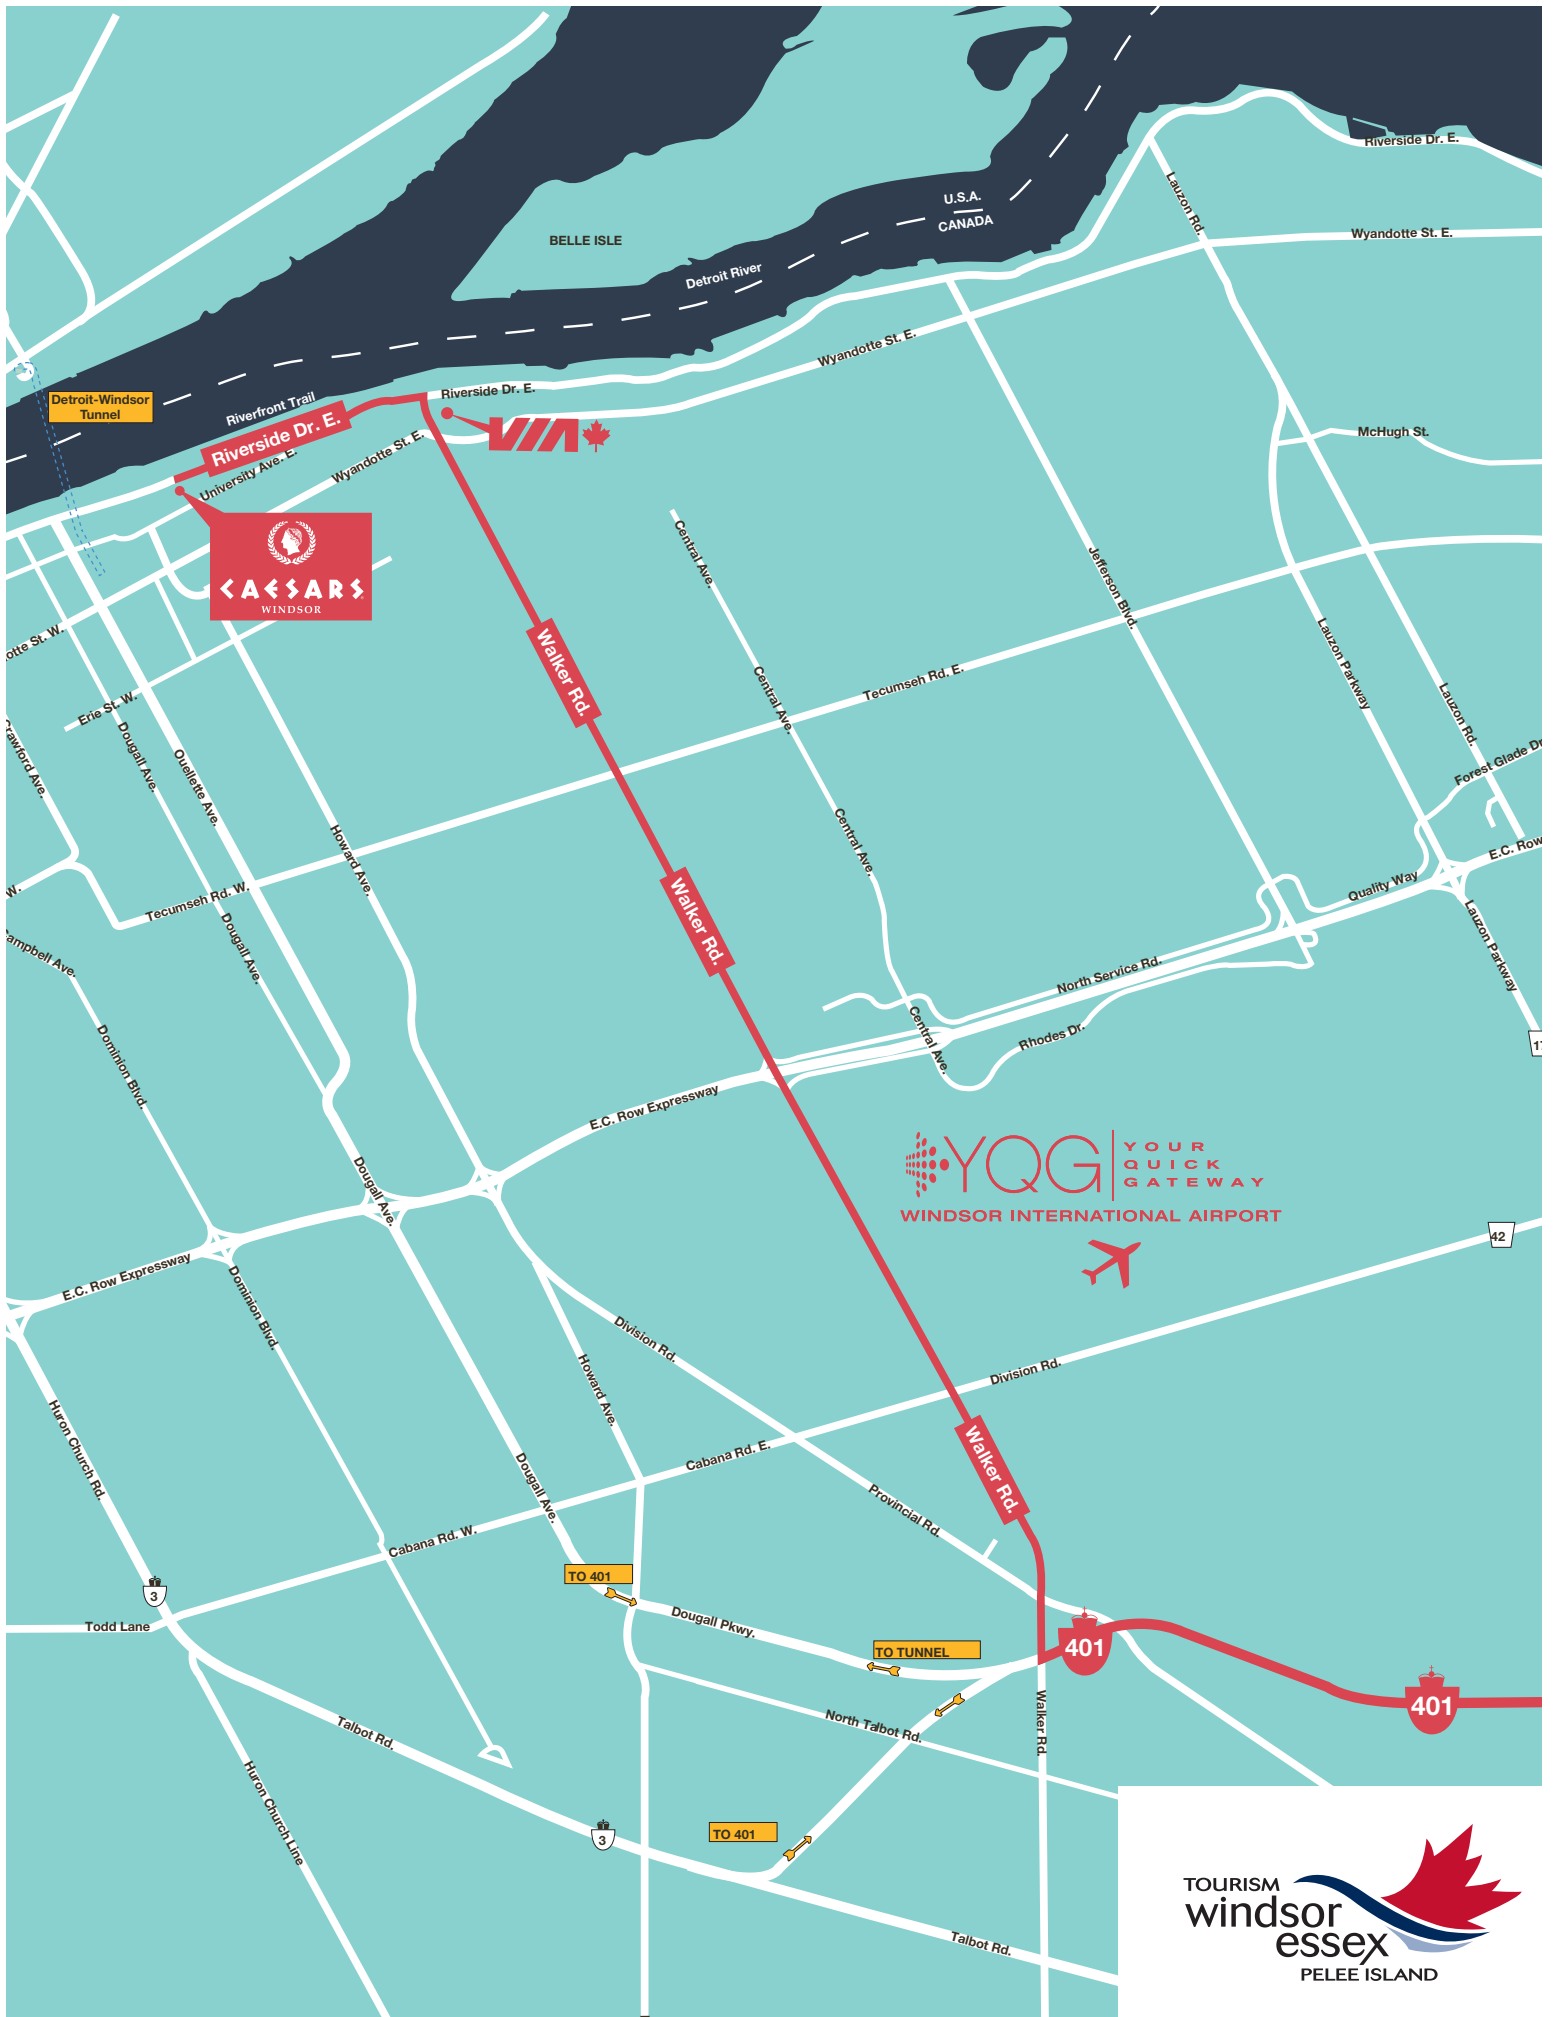 Riverside Dr. E.
Lauzon Rd.
U.S.A.
CANADA
Wyandotte St. E.
BELLE ISLE
Detroit River
Wyandotte St. E.
Detroit-Windsor
Tunnel
Riverfront Trail
Riverside Dr. E.
Riverside Dr. E.
VIA
McHugh St.
University Ave. E.
Wyandotte St. E.
CAESARS
WINDSOR
Central Ave.
Jefferson Blvd.
otte St. W.
Walker Rd.
Lauzon Parkway
Central Ave.
Tecumseh Rd. E.
Lauzon Rd.
Erie St. W.
Crawford Ave.
Dougall Ave.
Ouellette Ave.
Forest Glade Dr
Howard Ave.
Central Ave.
E.C. Row
W.
Tecumseh Rd. W.
Walker Rd.
Quality Way
Campbell Ave.
Dougall Ave.
Lauzon Parkway
North Service Rd.
Central Ave.
Rhodes Dr.
17
Dominion Blvd.
E.C. Row Expressway
YQG
YOUR
QUICK
GATEWAY
WINDSOR INTERNATIONAL AIRPORT
Dougall Ave.
42
E.C. Row Expressway
Dominion Blvd.
Division Rd.
Howard Ave.
Division Rd.
Huron Church Rd.
Cabana Rd. E.
Walker Rd.
Dougall Ave.
Provincial Rd.
Cabana Rd. W.
TO 401
3
Todd Lane
Dougall Pkwy.
TO TUNNEL
401
401
Walker Rd.
North Talbot Rd.
Talbot Rd.
Huron Church Line
3
TO 401
Talbot Rd.
TOURISM
windsor
essex
PELEE ISLAND